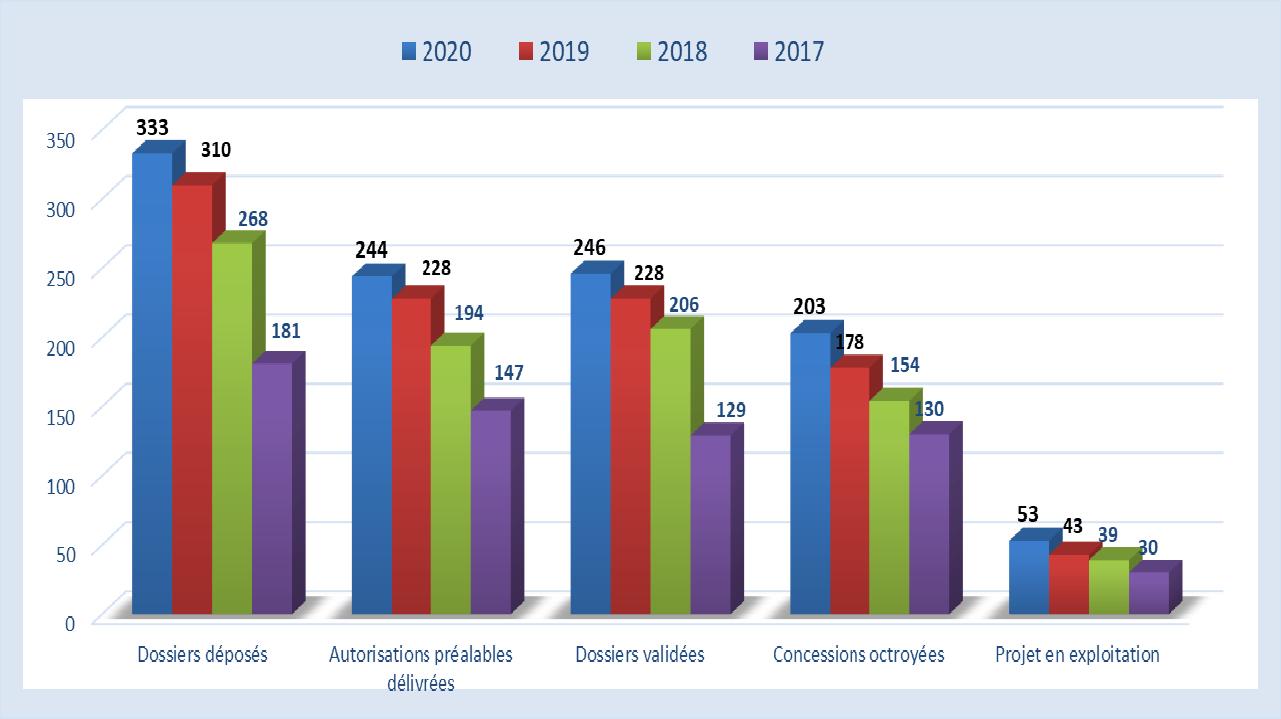 2020 2019 2018 2017
350
300
250
200
150
100
50
0
333 310 268 181
244 228 194 147
246 228 206 129
203 178 154 130
53 43 39 30
Dossiers déposés
Autorisations préalables
délivrées
Dossiers validées
Concessions octroyées
Projet en exploitation